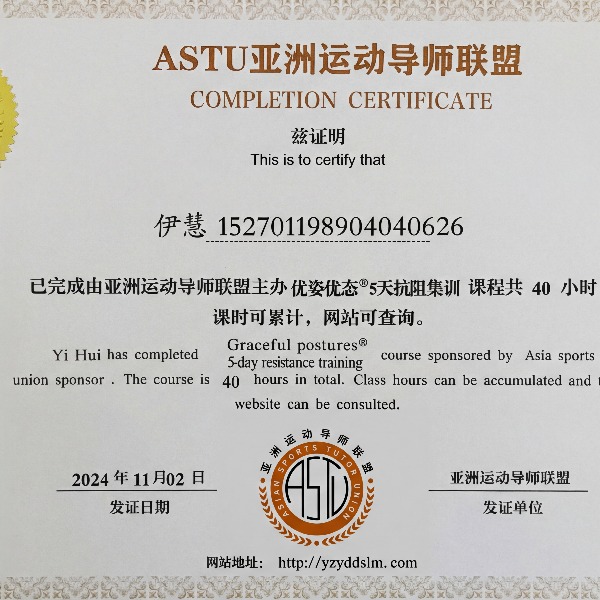 ASTU亚洲运动导师联盟
COMPLETION CERTIFICATE
兹证明
This is to certify that
伊慧 152701198904040626
已完成由亚洲运动导师联盟主办 优姿优态®5天抗阻集训 课程共 40 小时
课时可累计，网站可查询。
Yi Hui has completed Graceful postures® 5-day resistance training course sponsored by Asia sports
union sponsor . The course is 40 hours in total. Class hours can be accumulated and t
website can be consulted.
2024 年 11月02 日
发证日期
亚洲运动导师联盟
ASIAN SPORTS TUTOR UNION
ASTU
亚洲运动导师联盟
发证单位
网站地址： http://yzyddslm.com